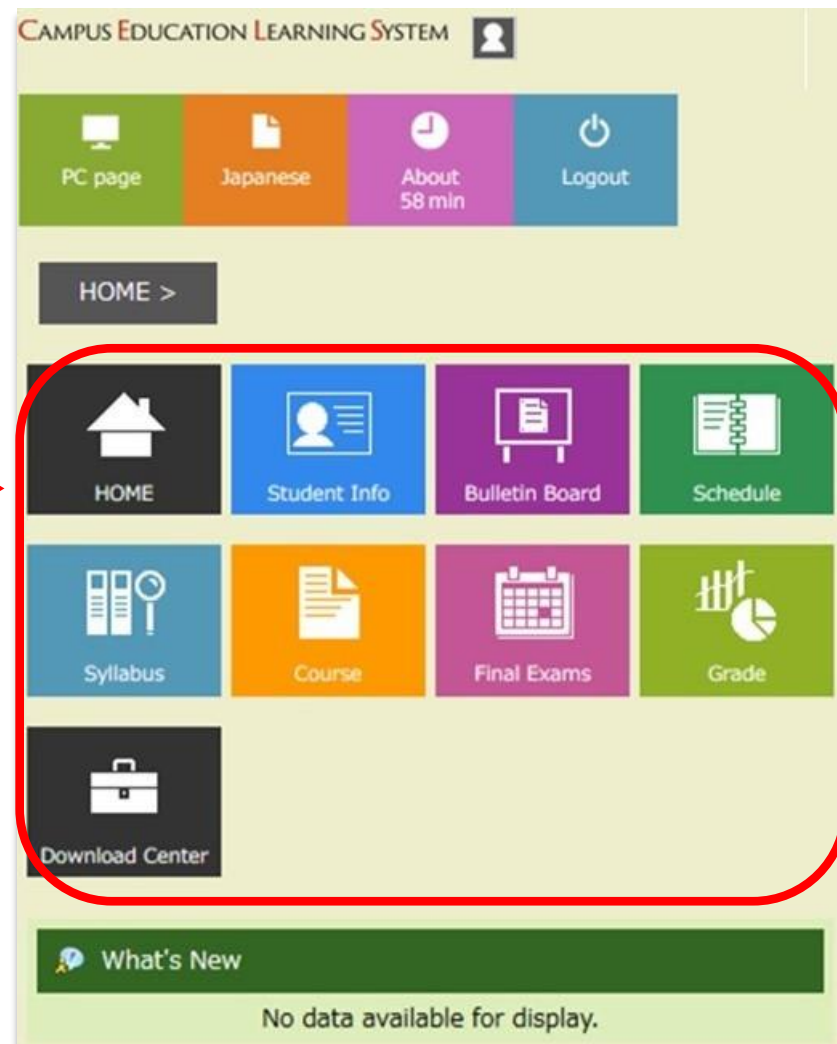 CAMPUS EDUCATION LEARNING SYSTEM
PC page
Japanese
About
58 min
Logout
HOME >
HOME
Student Info
Bulletin Board
Schedule
Syllabus
Course
Final Exams
Grade
Download Center
What's New
No data available for display.